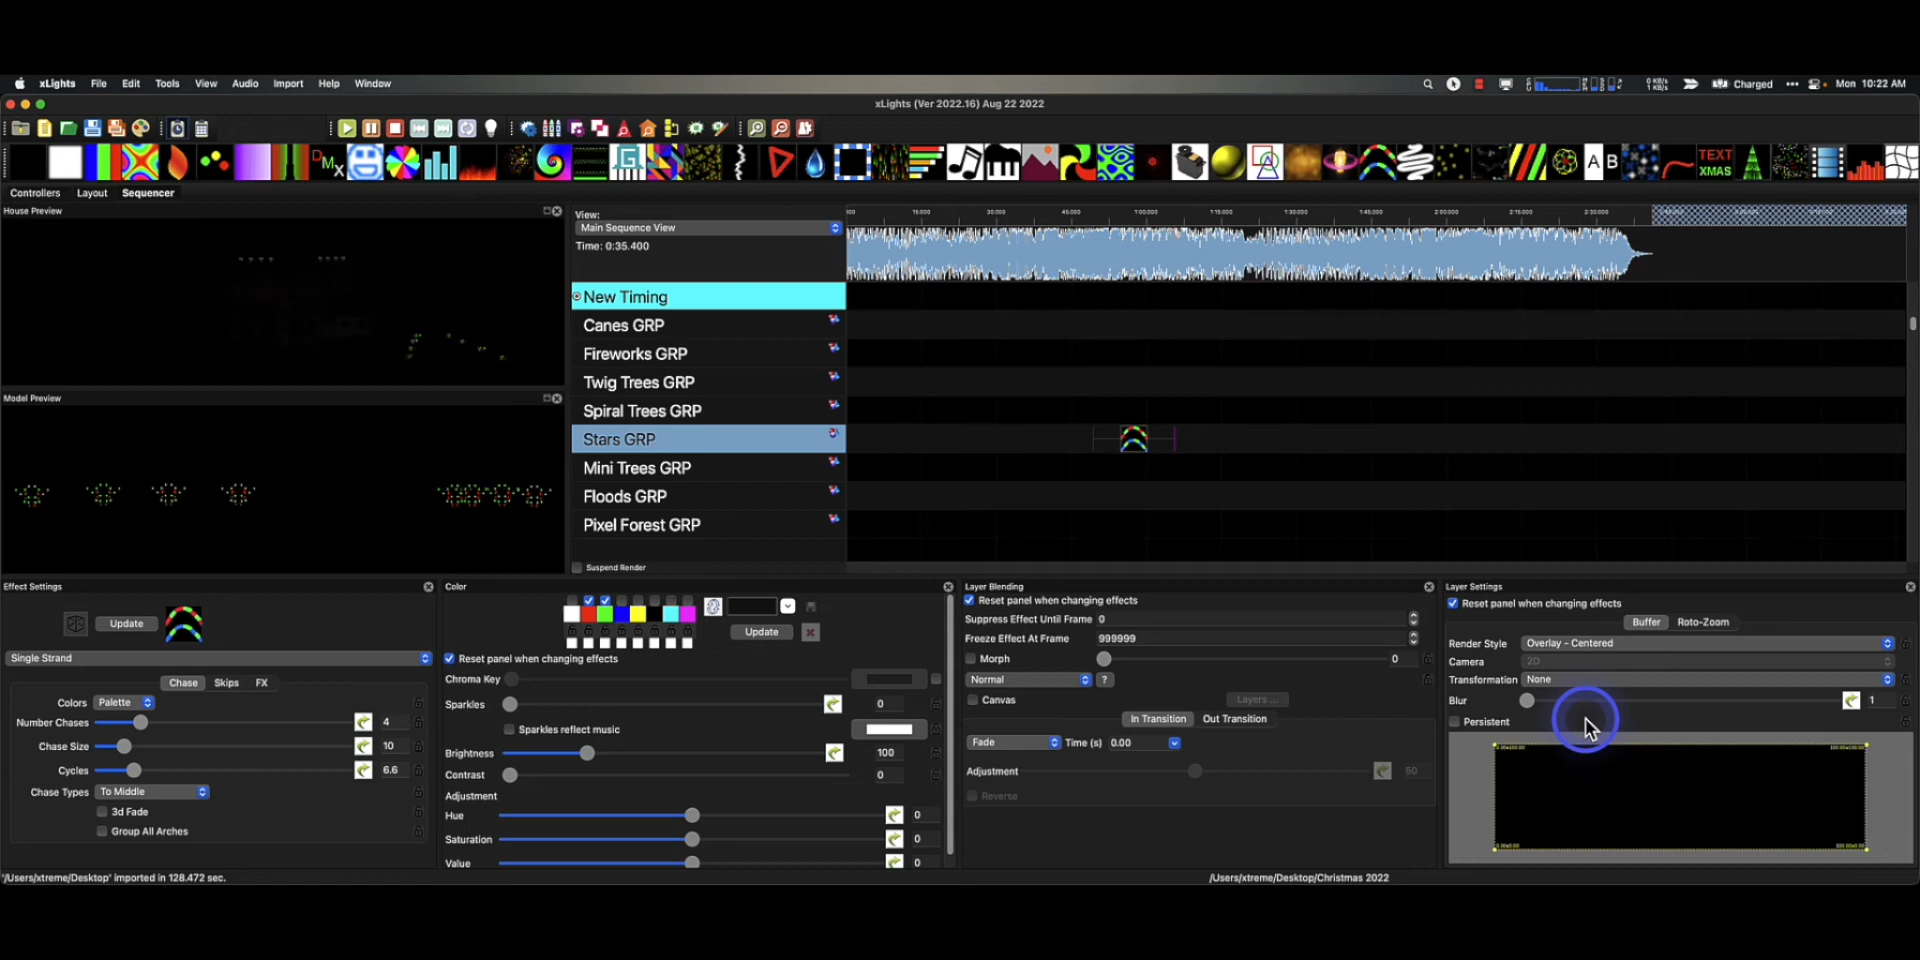 xLights File Edit Tools View Audio Import Help Window
Charged Mon 10:22 AM
xLights (Ver 2022.16) Aug 22 2022
DMX
A B
TEXT
XMAS
Controllers Layout Sequencer
House Preview
View:
Main Sequence View
Time: 0:35.400
New Timing
Canes GRP
Fireworks GRP
Twig Trees GRP
Spiral Trees GRP
Stars GRP
Mini Trees GRP
Floods GRP
Pixel Forest GRP
Suspend Render
Model Preview
Effect Settings
Update
Single Strand
Chase Skips FX
Colors Palette
Number Chases 4
Chase Size 10
Cycles 6.6
Chase Types To Middle
3d Fade
Group All Arches
Color
Update
Reset panel when changing effects
Chroma Key
Sparkles 0
Sparkles reflect music
Brightness 100
Contrast 0
Adjustment
Hue 0
Saturation 0
Value 0
Layer Blending
Reset panel when changing effects
Suppress Effect Until Frame 0
Freeze Effect At Frame 999999
Morph 0
Normal ?
Canvas Layers ...
In Transition Out Transition
Fade Time (s) 0.00
Adjustment 50
Reverse
Layer Settings
Reset panel when changing effects
Buffer Roto-Zoom
Render Style Overlay - Centered
Camera 2D
Transformation None
Blur 1
Persistent
'/Users/xtreme/Desktop' imported in 128.472 sec.
/Users/xtreme/Desktop/Christmas 2022